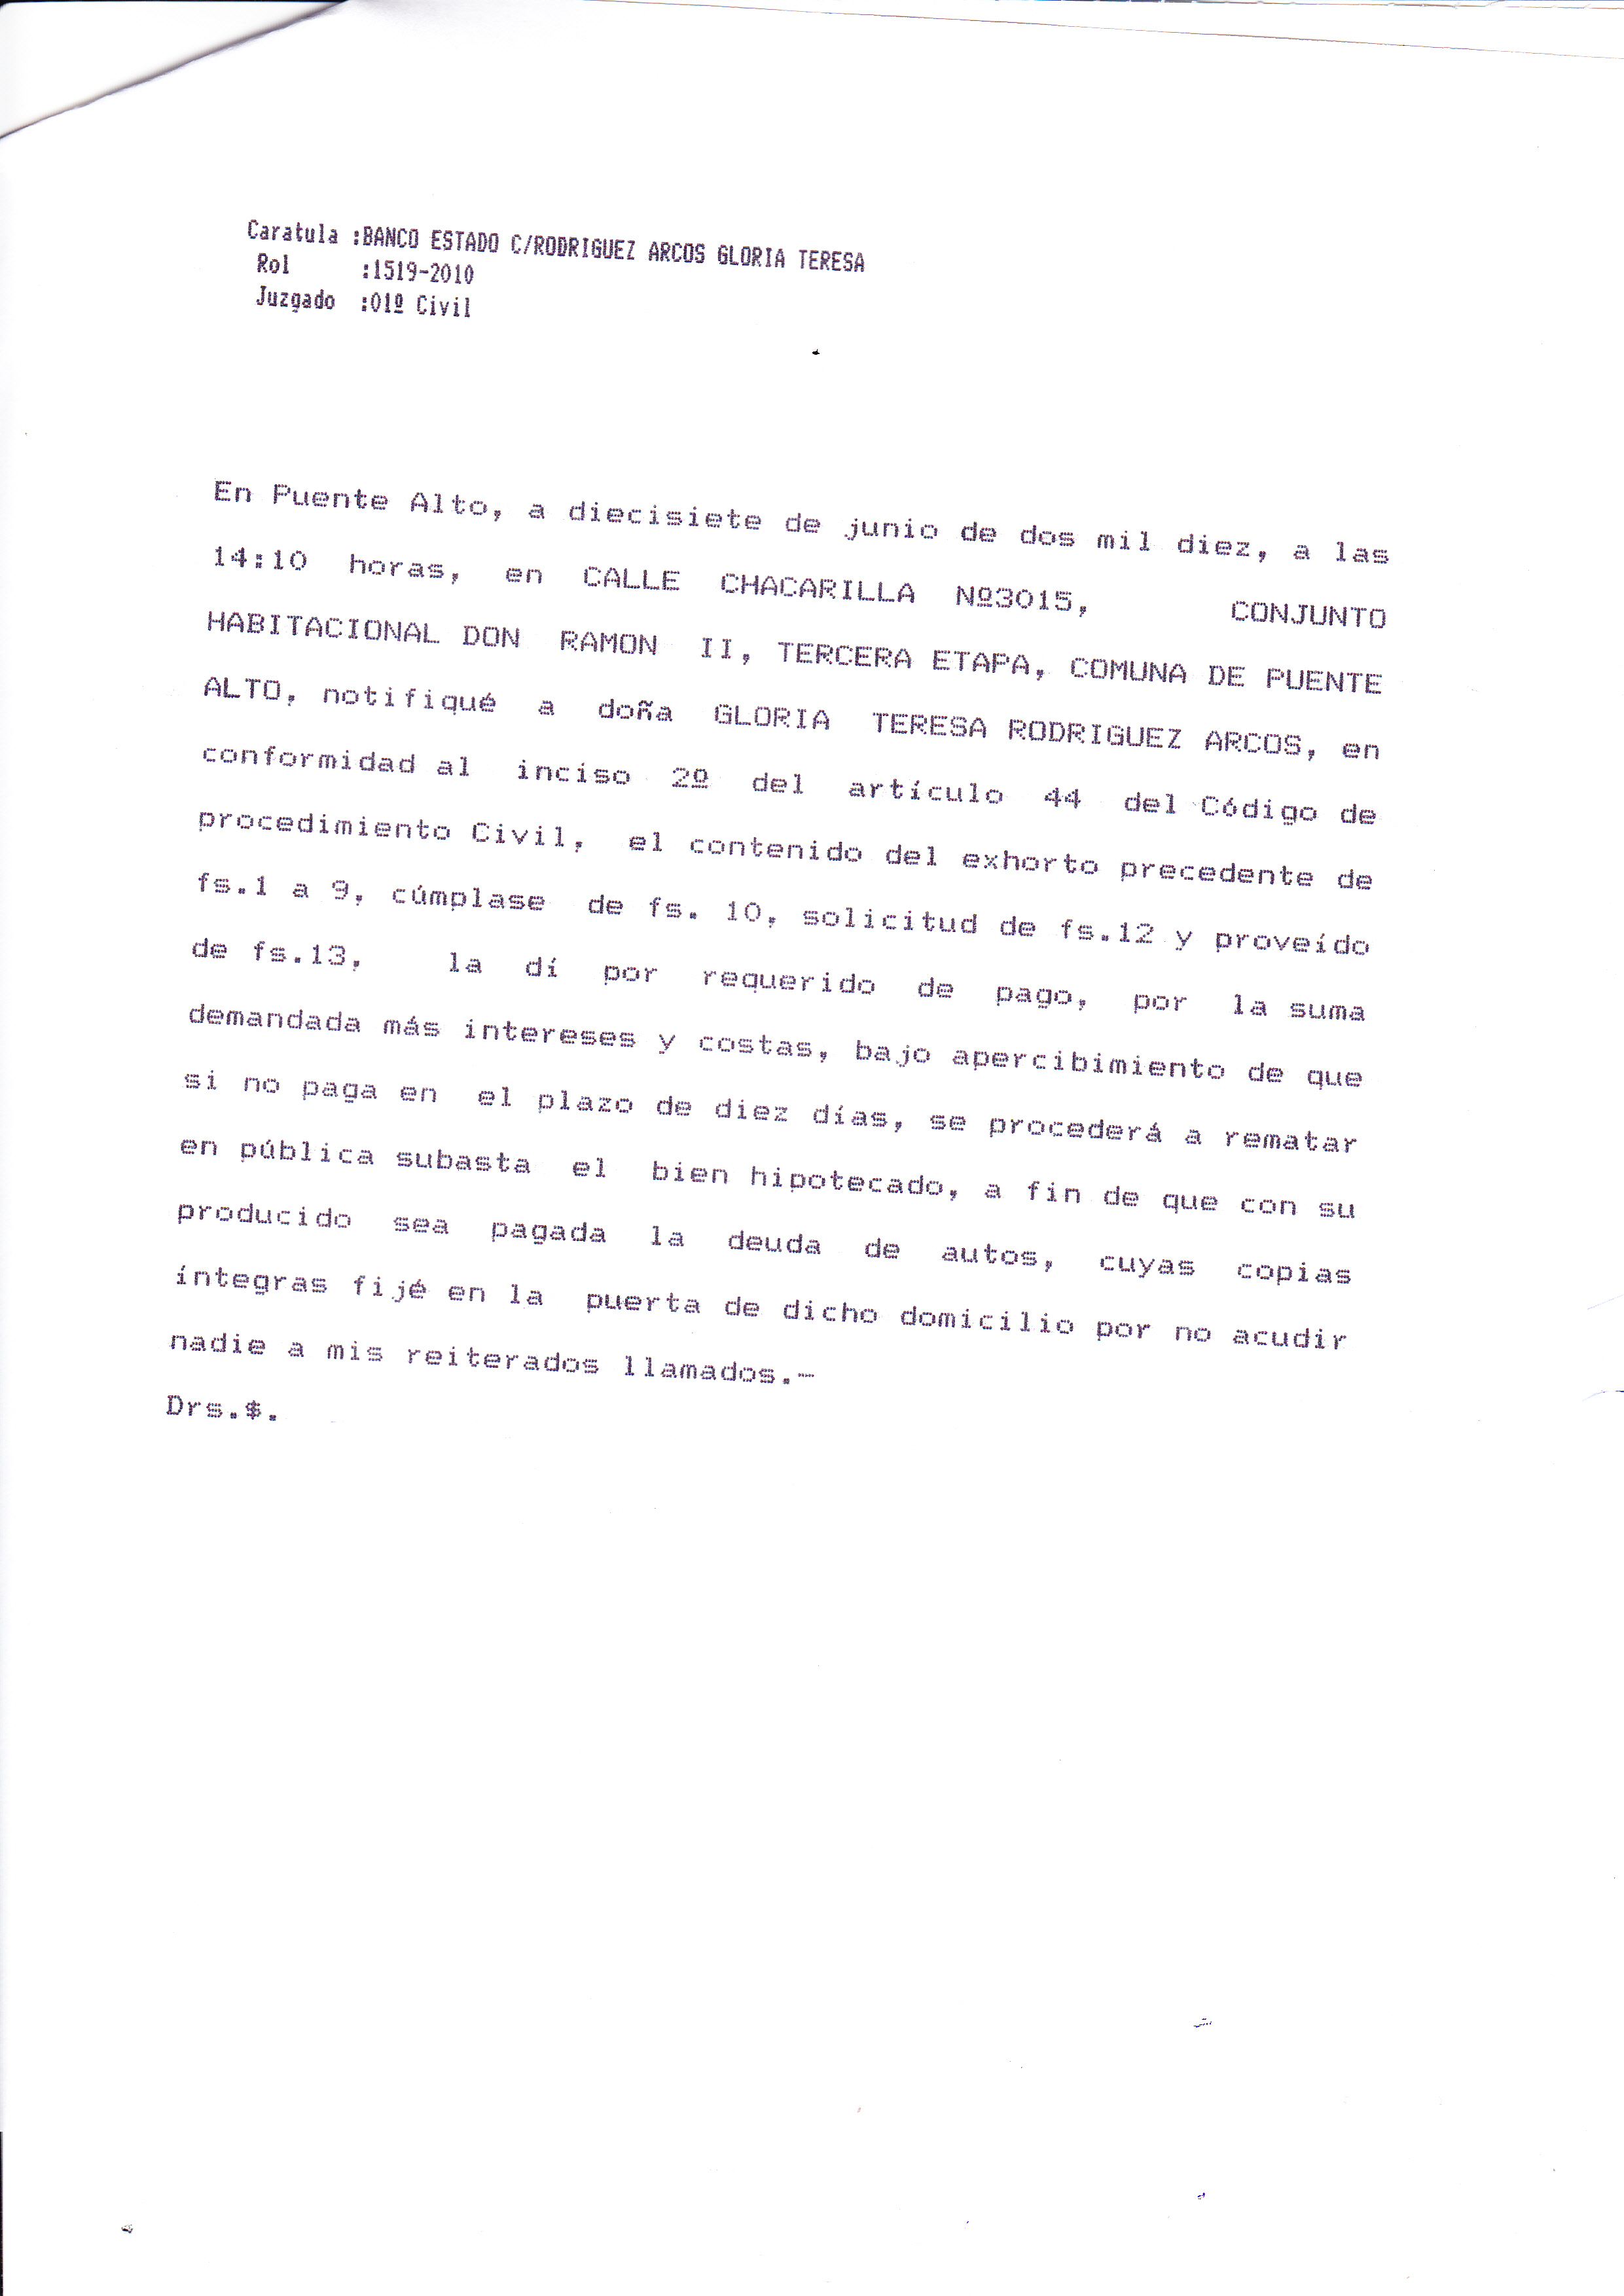 Caratula :BANCO ESTADO C/RODRIGUEZ ARCOS GLORIA TERESA
Rol :1519-2010
Juzgado :01º Civil
En Puente Alto, a diecisiete de junio de dos mil diez, a las
14:10 horas, en CALLE CHACARILLA Nº3015, CONJUNTO
HABITACIONAL DON RAMON II, TERCERA ETAPA, COMUNA DE PUENTE
ALTO, notifiqué a doña GLORIA TERESA RODRIGUEZ ARCOS, en
conformidad al inciso 2º del artículo 44 del Código de
procedimiento Civil, el contenido del exhorto precedente de
fs.1 a 9, cúmplase de fs. 10, solicitud de fs.12 y proveído
de fs.13, la dí por requerido de pago, por la suma
demandada más intereses y costas, bajo apercibimiento de que
si no paga en el plazo de diez días, se procederá a rematar
en pública subasta el bien hipotecado, a fin de que con su
producido sea pagada la deuda de autos, cuyas copias
íntegras fijé en la puerta de dicho domicilio por no acudir
nadie a mis reiterados llamados.-
Drs.$.